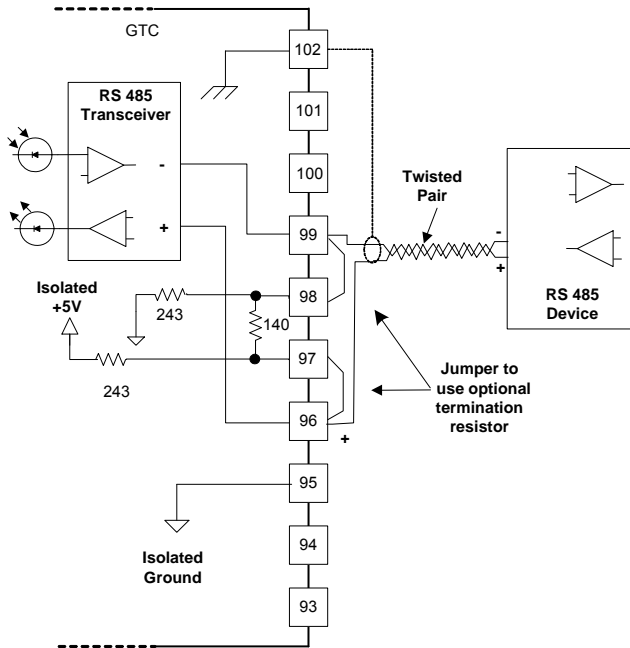 GTC
102
RS 485
Transceiver
101
100
-
+
Twisted
Pair
99
-
+
RS 485
Device
Isolated
+5V
98
243
140
97
243
Jumper to
use optional
termination
resistor
96
+
95
Isolated
Ground
94
93